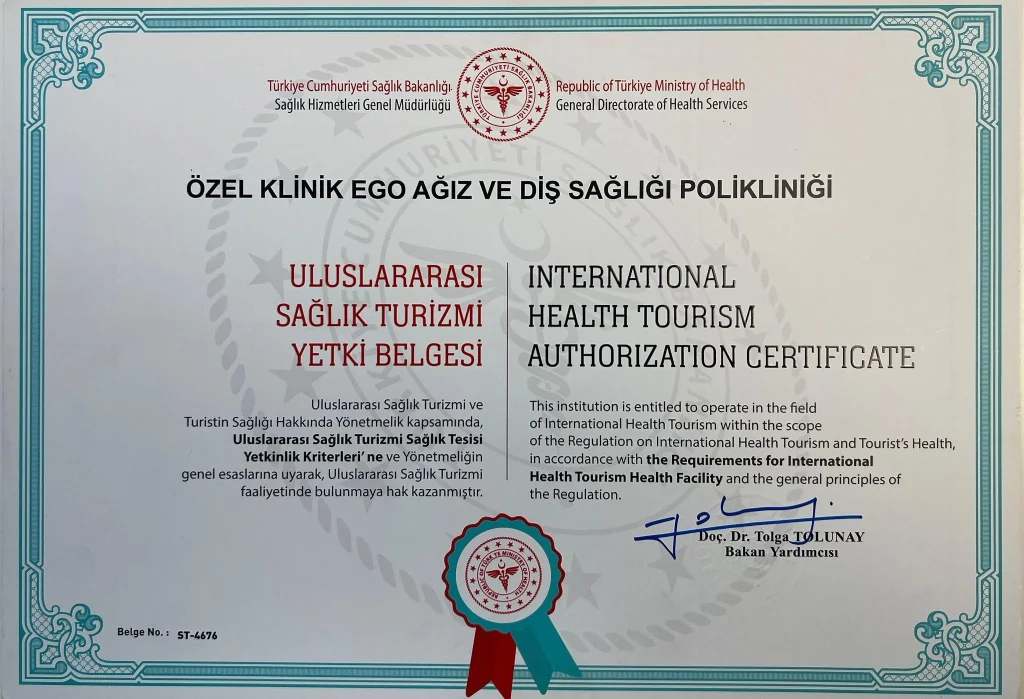 Türkiye Cumhuriyeti Sağlık Bakanlığı
Sağlık Hizmetleri Genel Müdürlüğü
TÜRKİYE CUMHURİYETİ SAĞLIK BAKANLIĞI
Republic of Türkiye Ministry of Health
General Directorate of Health Services
ÖZEL KLİNİK EGO AĞIZ VE DİŞ SAĞLIĞI POLİKLİNİĞİ
ULUSLARARASI
SAĞLIK TURİZMİ
YETKİ BELGESİ
Uluslararası Sağlık Turizmi ve
Turistin Sağlığı Hakkında Yönetmelik kapsamında,
Uluslararası Sağlık Turizmi Sağlık Tesisi
Yetkinlik Kriterleri' ne ve Yönetmeliğin
genel esaslarına uyarak, Uluslararası Sağlık Turizmi
faaliyetinde bulunmaya hak kazanmıştır.
INTERNATIONAL
HEALTH TOURISM
AUTHORIZATION CERTIFICATE
This institution is entitled to operate in the field
of International Health Tourism within the scope
of the Regulation on International Health Tourism and Tourist's Health,
in accordance with the Requirements for International
Health Tourism Health Facility and the general principles of
the Regulation.
Doç. Dr. Tolga TOLUNAY
Bakan Yardımcısı
Belge No. : ST-4676